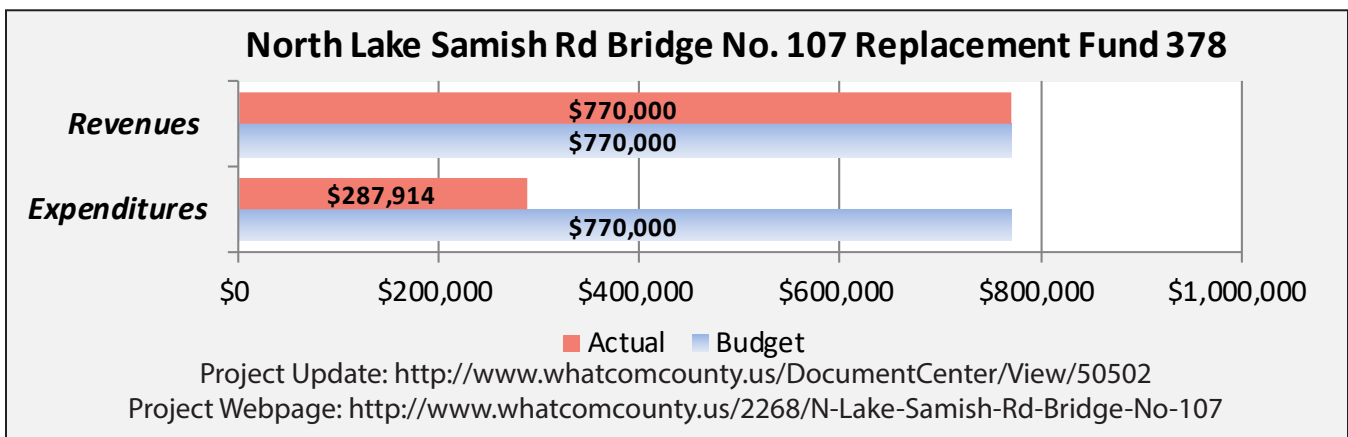 North Lake Samish Rd Bridge No. 107 Replacement Fund 378
Revenues
$770,000
$770,000
Expenditures
$287,914
$770,000
$0 $200,000 $400,000 $600,000 $800,000 $1,000,000
Actual Budget
Project Update: http://www.whatcomcounty.us/DocumentCenter/View/50502
Project Webpage: http://www.whatcomcounty.us/2268/N-Lake-Samish-Rd-Bridge-No-107